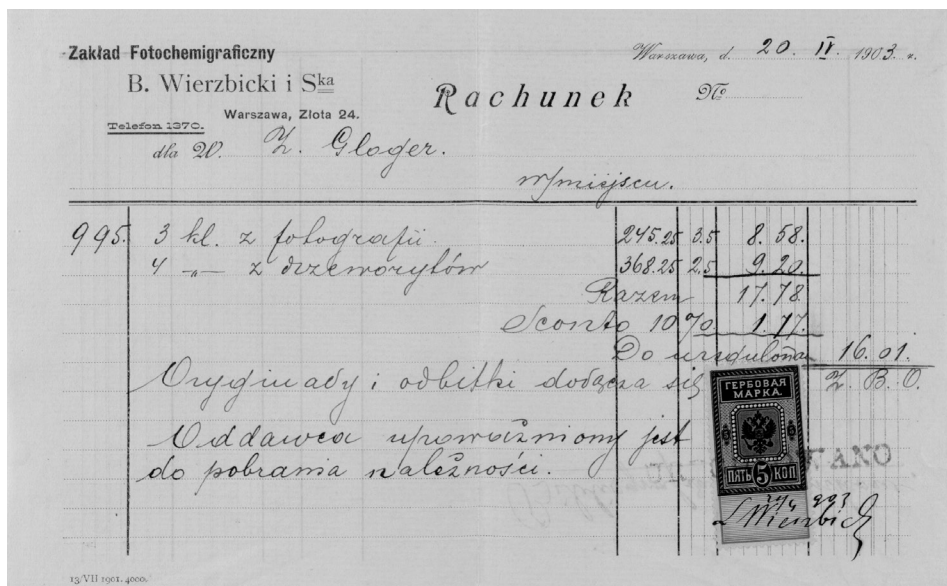 Zakład Fotochemigraficzny
Warszawa, d. 20 IV. 1903. r.
B. Wierzbicki i Ska
Rachunek No
Warszawa, Złota 24.
Telefon 1370.
dla W. Z. Gloger.
w/miejscu.
995. 3 kl. z fotografii. 245.25 3.5 8.58.
4 -„- z drzeworytów 368.25 2.5 9.20.
Razem 17.78.
Sconto 10% 1.77.
Do 16.01.
Oryginały i odbitki dołącza się Z. B. O.
ГЕРБОВАЯ
МАРКА.
Oddawca upoważniony jest
do pobrania należności.
ПЯТЬ 5 КОП
Wierzbicki
13/VII 1901. 4000.